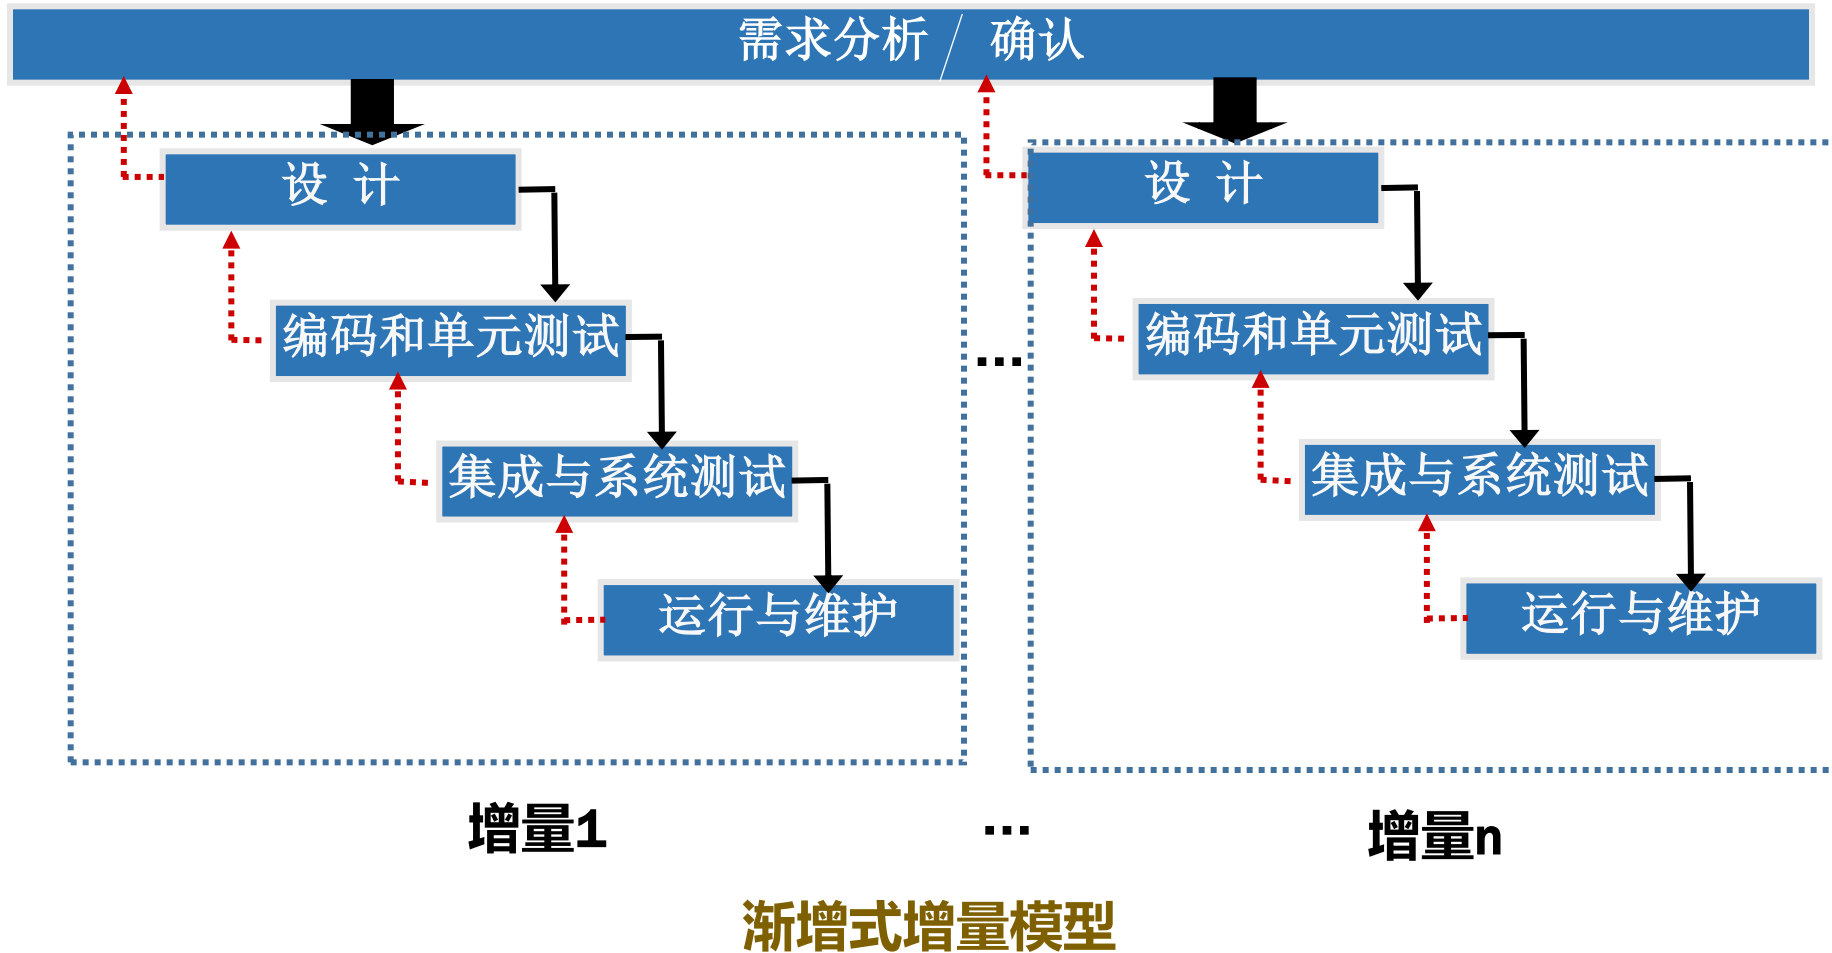 需求分析/ 确认
设 计
编码和单元测试
集成与系统测试
运行与维护
…
设 计
编码和单元测试
集成与系统测试
运行与维护
增量1
…
增量n
渐增式增量模型